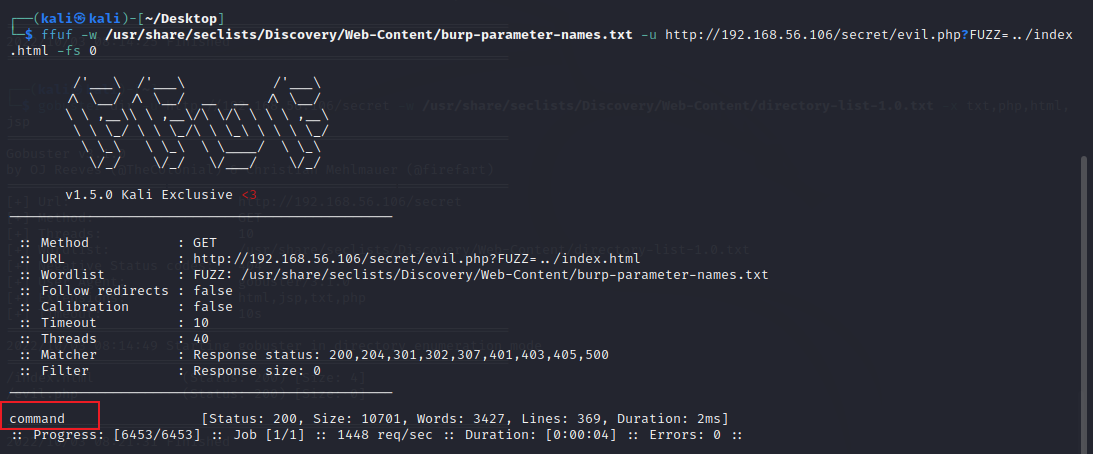 ┌──(kali㉿kali)-[~/Desktop]
└─$ ffuf -w /usr/share/seclists/Discovery/Web-Content/burp-parameter-names.txt -u http://192.168.56.106/secret/evil.php?FUZZ=../index
.html -fs 0
v1.5.0 Kali Exclusive <3
:: Method : GET
:: URL : http://192.168.56.106/secret/evil.php?FUZZ=../index.html
:: Wordlist : FUZZ: /usr/share/seclists/Discovery/Web-Content/burp-parameter-names.txt
:: Follow redirects : false
:: Calibration : false
:: Timeout : 10
:: Threads : 40
:: Matcher : Response status: 200,204,301,302,307,401,403,405,500
:: Filter : Response size: 0
command [Status: 200, Size: 10701, Words: 3427, Lines: 369, Duration: 2ms]
:: Progress: [6453/6453] :: Job [1/1] :: 1448 req/sec :: Duration: [0:00:04] :: Errors: 0 ::